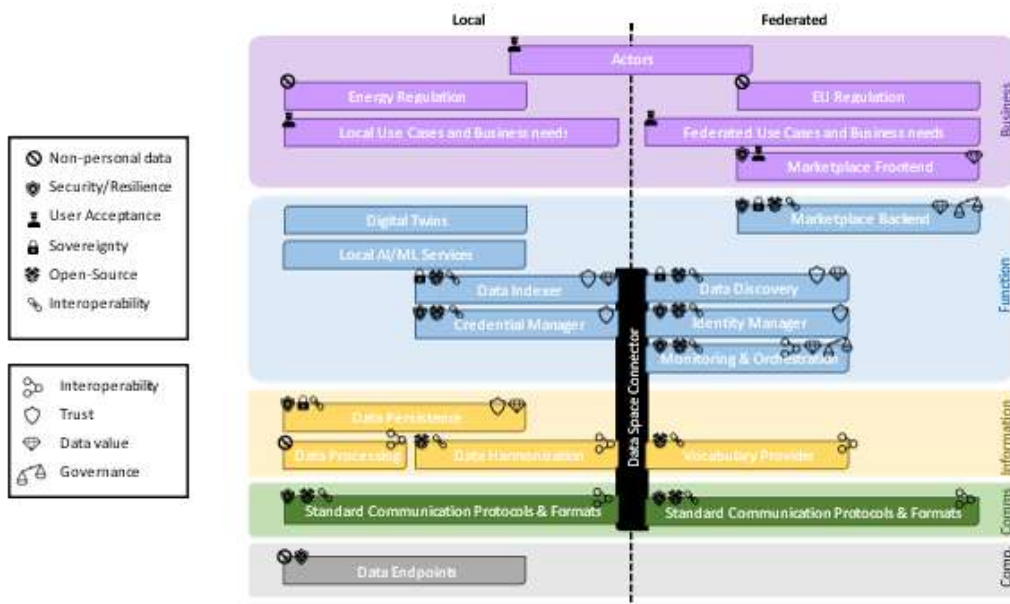 Local
Federated
Actors
Energy Regulation
EU Regulation
Local Use Cases and Business needs
Federated Use Cases and Business needs
Marketplace Frontend
Business
Non-personal data
Security/Resilience
User Acceptance
Sovereignty
Open-Source
Interoperability
Interoperability
Trust
Data value
Governance
Digital Twins
Marketplace Backend
Local AI/ML Services
Data Indexer
Data Discovery
Credential Manager
Identity Manager
Monitoring & Orchestration
Function
Data Space Connector
Data Persistence
Data Processing
Data Harmonization
Vocabulary Provider
Information
Standard Communication Protocols & Formats
Standard Communication Protocols & Formats
Comms
Data Endpoints
Comp.